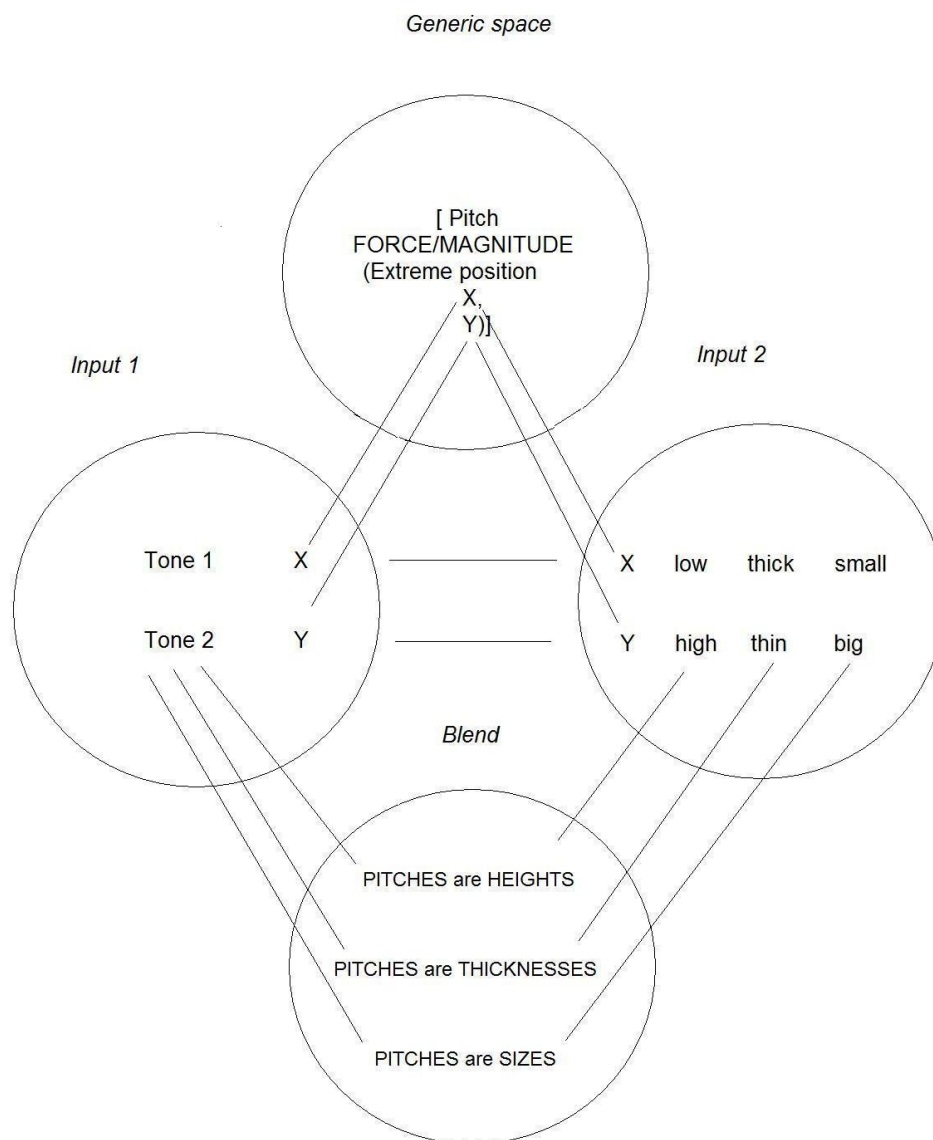 Generic space
[ Pitch
FORCE/MAGNITUDE
(Extreme position
X,
Y)]
Input 1
Input 2
Tone 1 X
X low thick small
Tone 2 Y
Y high thin big
Blend
PITCHES are HEIGHTS
PITCHES are THICKNESSES
PITCHES are SIZES